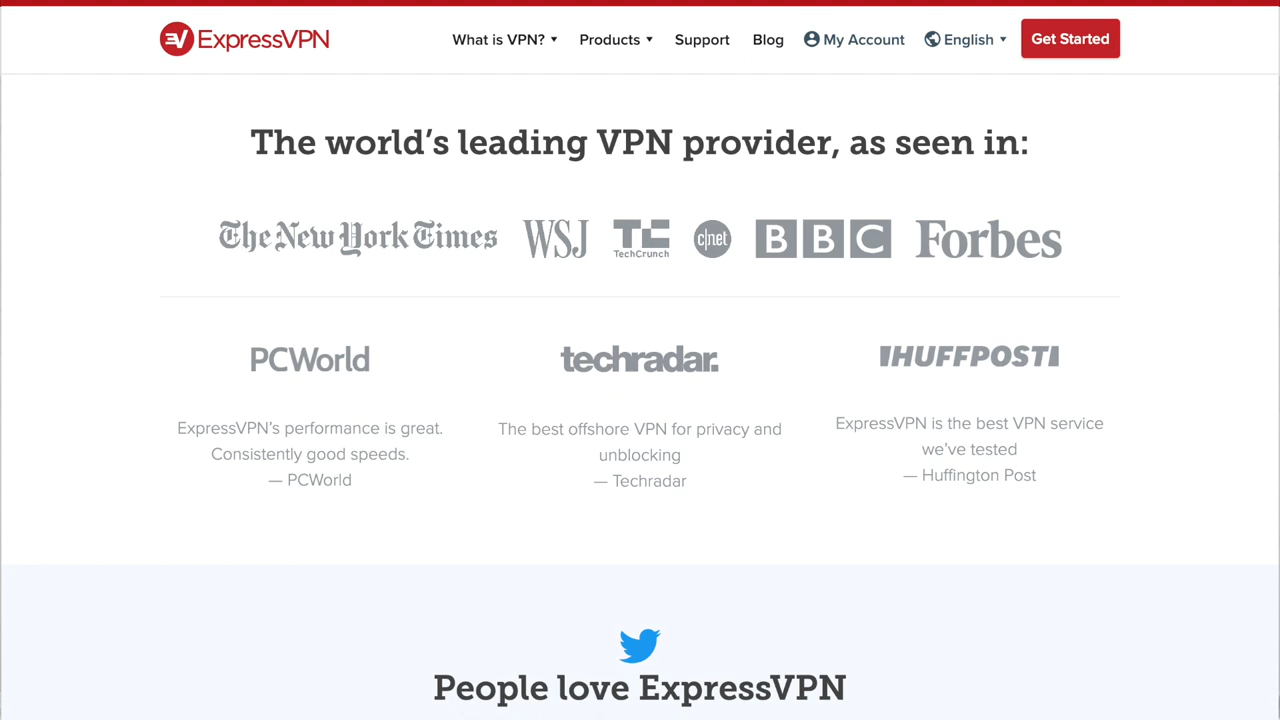 ExpressVPN
What is VPN?
Products
Support
Blog
My Account
English
Get Started
The world’s leading VPN provider, as seen in:
The New York Times
WSJ
TC
TechCrunch
c|net
BBC
Forbes
PCWorld
techradar.
HUFFPOST
ExpressVPN’s performance is great.
Consistently good speeds.
— PCWorld
The best offshore VPN for privacy and
unblocking
— Techradar
ExpressVPN is the best VPN service
we’ve tested
— Huffington Post
People love ExpressVPN